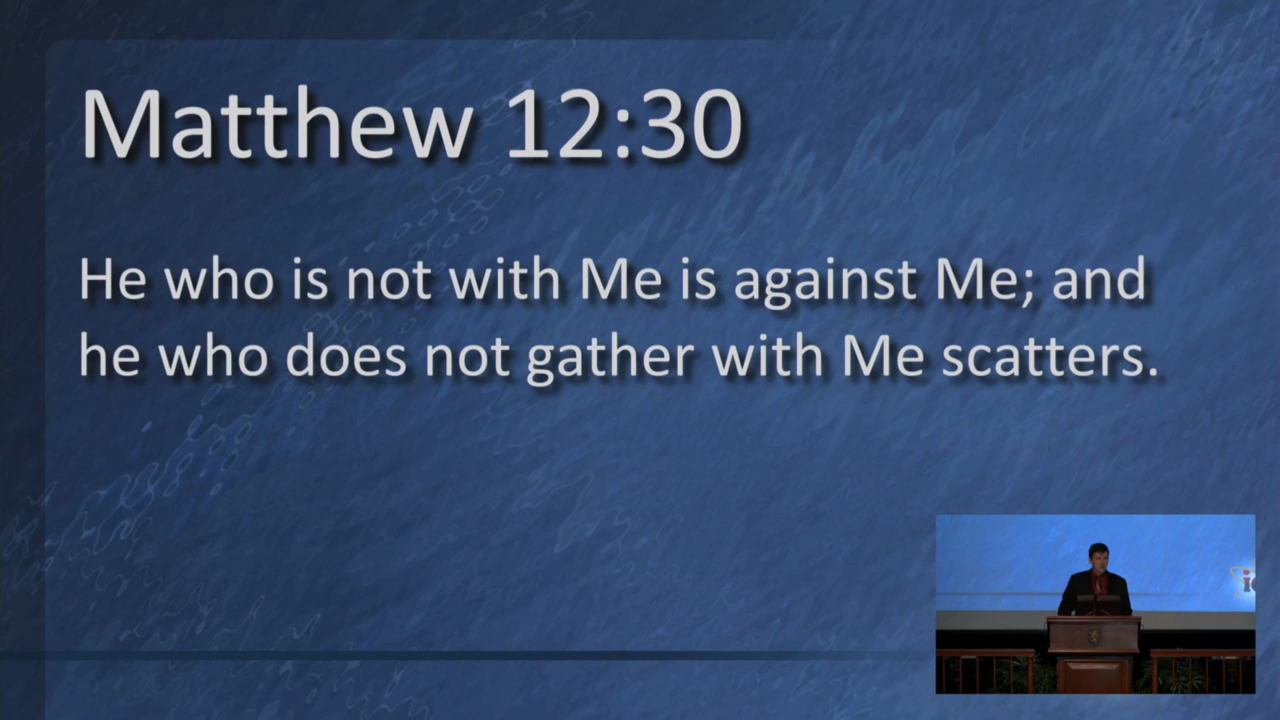 Matthew 12:30
He who is not with Me is against Me; and
he who does not gather with Me scatters.